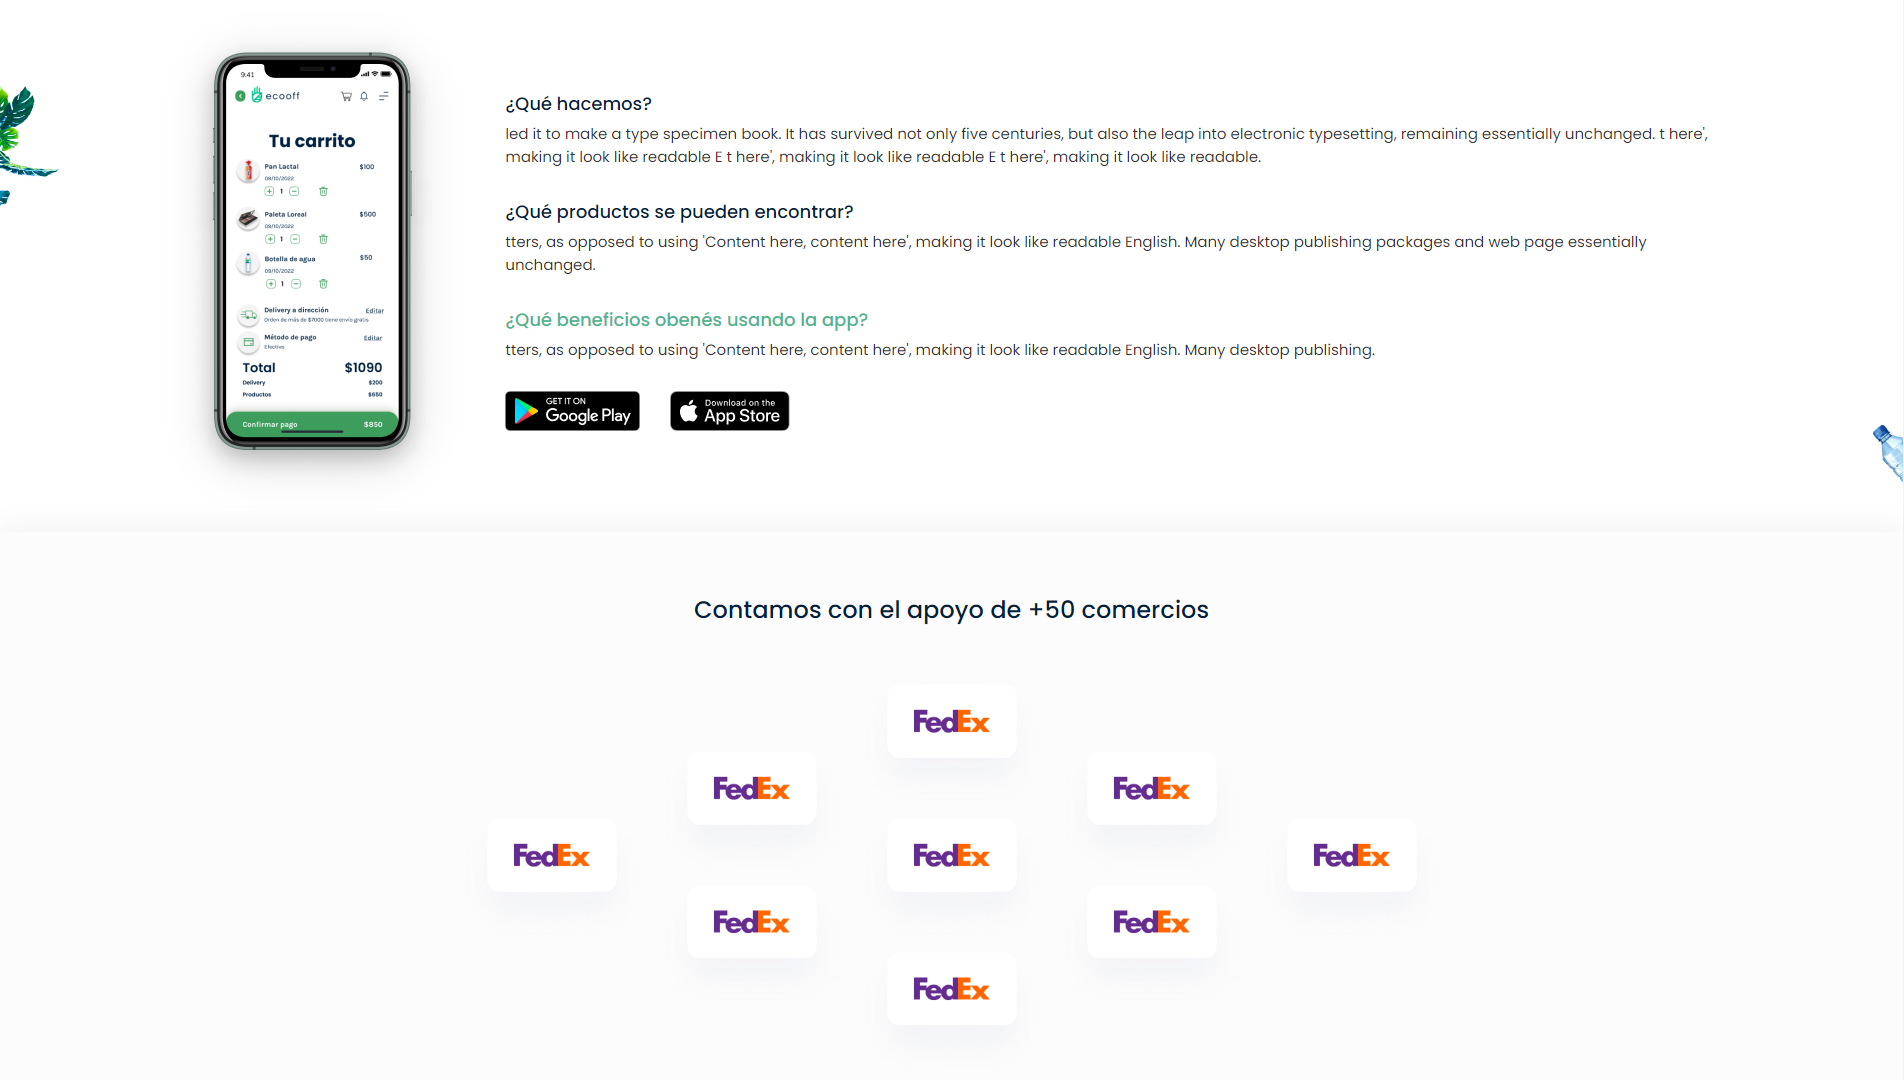 9:41
ecooff
Tu carrito
Pan Lactal $100
09/10/2022
1
Paleta Loreal $500
09/10/2022
1
Botella de agua $50
09/10/2022
1
Delivery a dirección Editar
Orden de más de $7000 tiene envío gratis
Método de pago Editar
Efectivo
Total $1090
Delivery $200
Productos $650
Confirmar pago $850
¿Qué hacemos?
led it to make a type specimen book. It has survived not only five centuries, but also the leap into electronic typesetting, remaining essentially unchanged. t here',
making it look like readable E t here', making it look like readable E t here', making it look like readable.
¿Qué productos se pueden encontrar?
tters, as opposed to using 'Content here, content here', making it look like readable English. Many desktop publishing packages and web page essentially
unchanged.
¿Qué beneficios obenés usando la app?
tters, as opposed to using 'Content here, content here', making it look like readable English. Many desktop publishing.
GET IT ON
Google Play
Download on the
App Store
Contamos con el apoyo de +50 comercios
FedEx
FedEx
FedEx
FedEx
FedEx
FedEx
FedEx
FedEx
FedEx